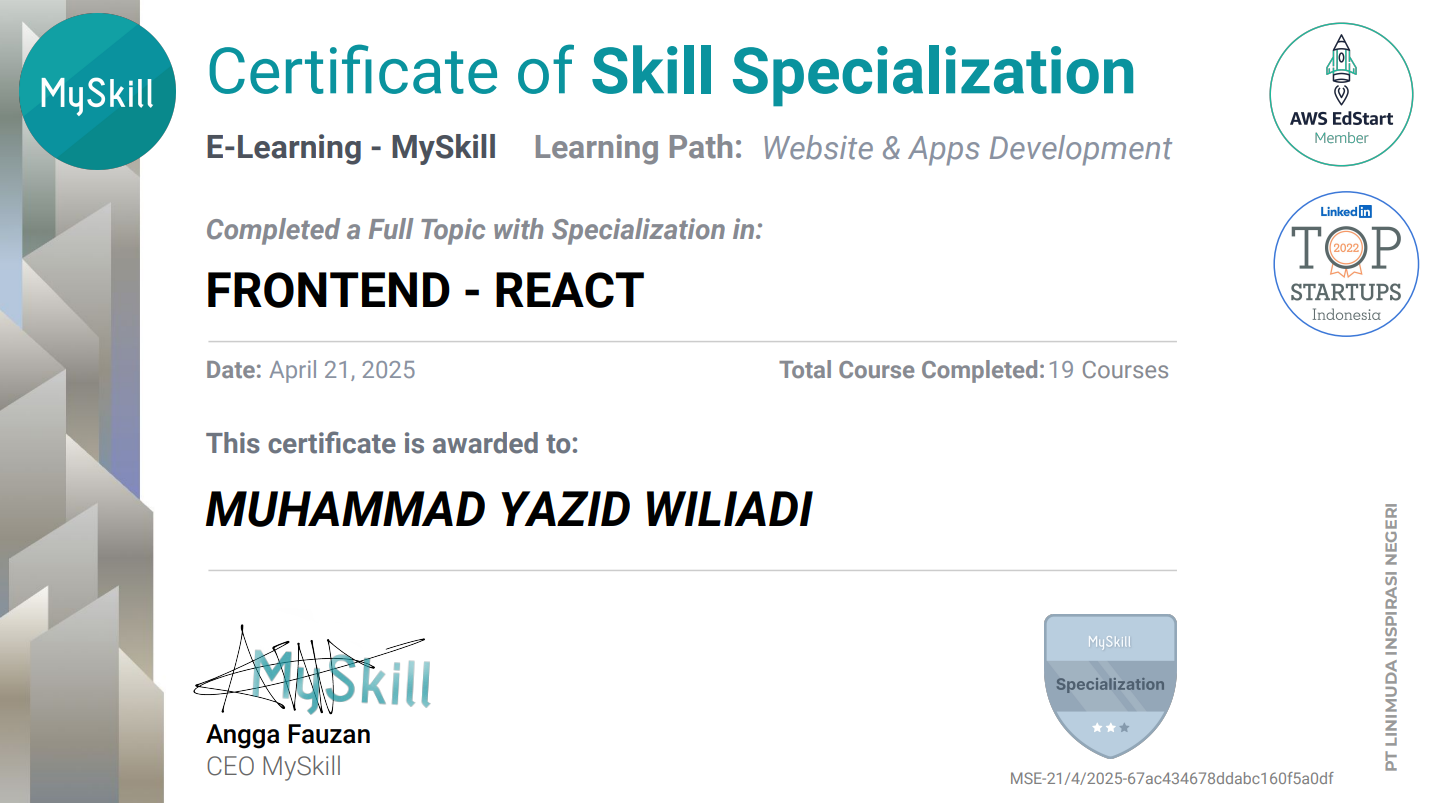 MySkill
Certificate of Skill Specialization
E-Learning - MySkill Learning Path: Website & Apps Development
AWS EdStart
Member
Completed a Full Topic with Specialization in:
FRONTEND - REACT
LinkedIn
TOP
2022
STARTUPS
Indonesia
Date: April 21, 2025 Total Course Completed: 19 Courses
This certificate is awarded to:
MUHAMMAD YAZID WILIADI
MySkill
Angga Fauzan
CEO MySkill
MySkill
Specialization
MSE-21/4/2025-67ac434678ddabc160f5a0df
PT LINIMUDA INSPIRASI NEGERI